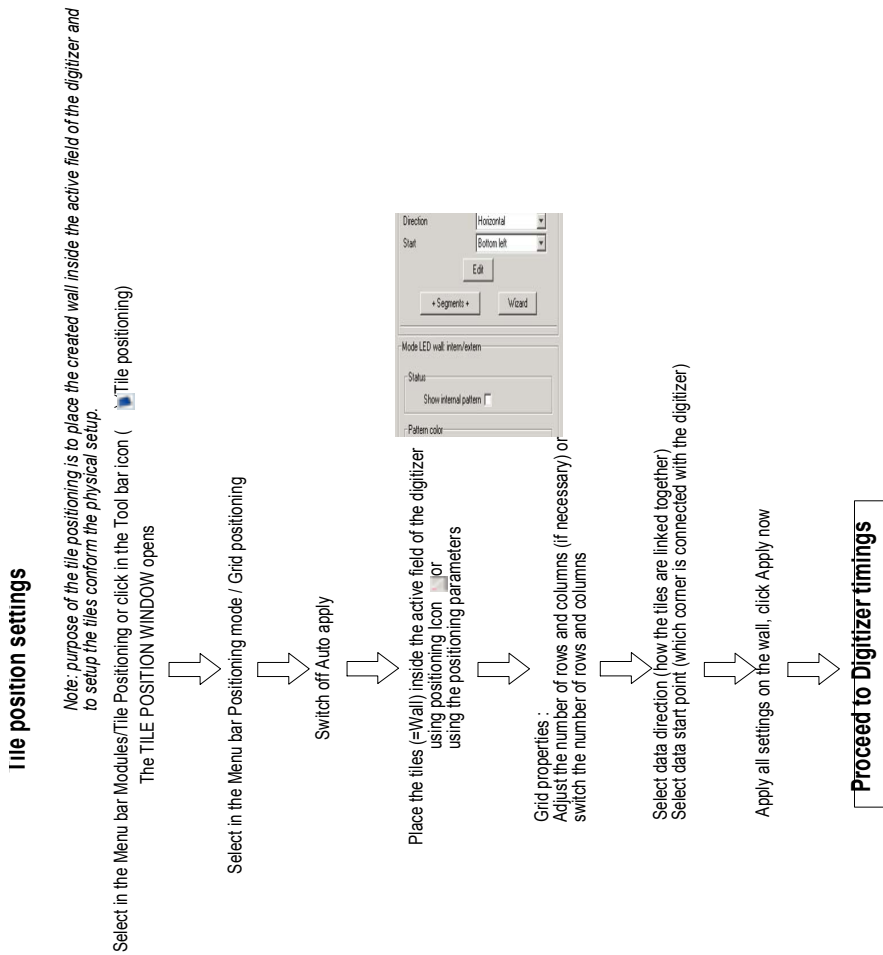 Tile position settings
Note: purpose of the tile positioning is to place the created wall inside the active field of the digitizer and
to setup the tiles conform the physical setup.
Select in the Menu bar Modules/Tile Positioning or click in the Tool bar icon ( /Tile positioning)
The TILE POSITION WINDOW opens
Select in the Menu bar Positioning mode / Grid positioning
Switch off Auto apply
Place the tiles (=Wall) inside the active field of the digitizer
using positioning Icon or
using the positioning parameters
Direction Horizontal
Start Bottom left
Edit
+ Segments + Wizard
Mode LED wall: intern/extern
Status
Show internal pattern
Pattern color
Grid properties :
Adjust the number of rows and columns (if necessary) or
switch the number of rows and columns
Select data direction (how the tiles are linked together)
Select data start point (which corner is connected with the digitizer)
Apply all settings on the wall, click Apply now
Proceed to Digitizer timings